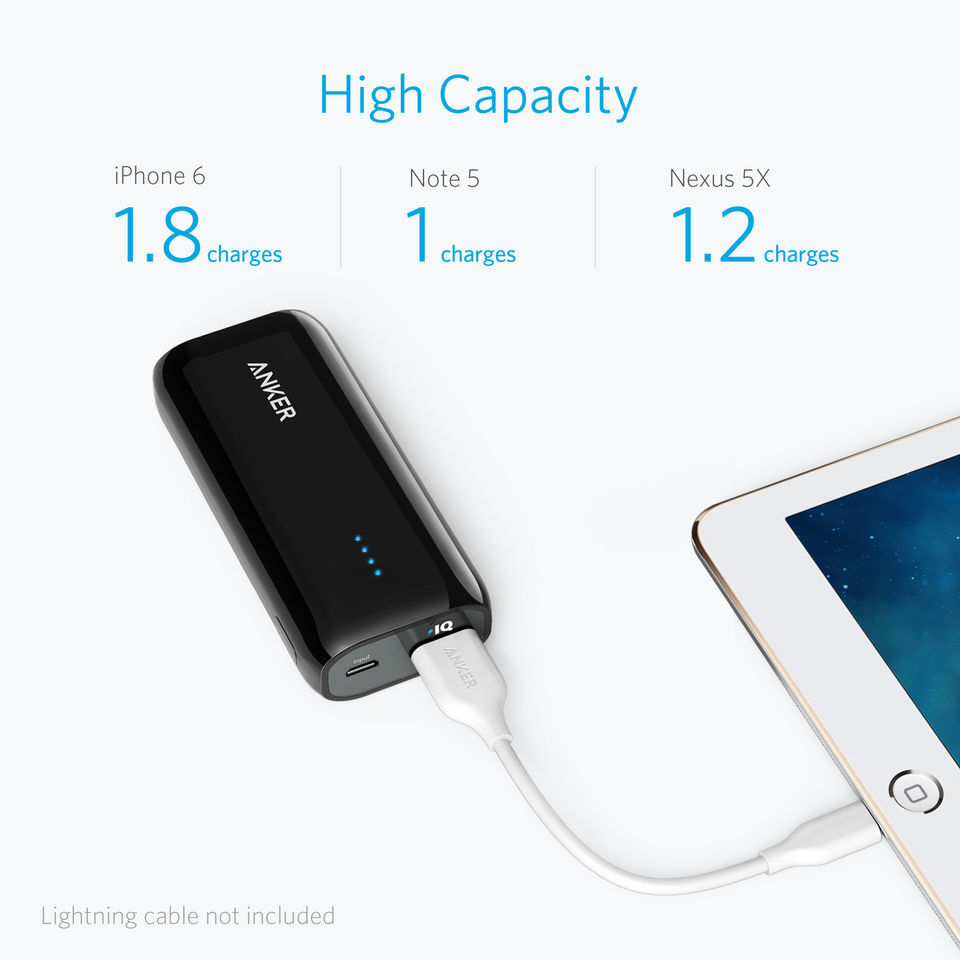 High Capacity
iPhone 6
1.8 charges
Note 5
1 charges
Nexus 5X
1.2 charges
ANKER
IQ
Input
ANKER
Lightning cable not included